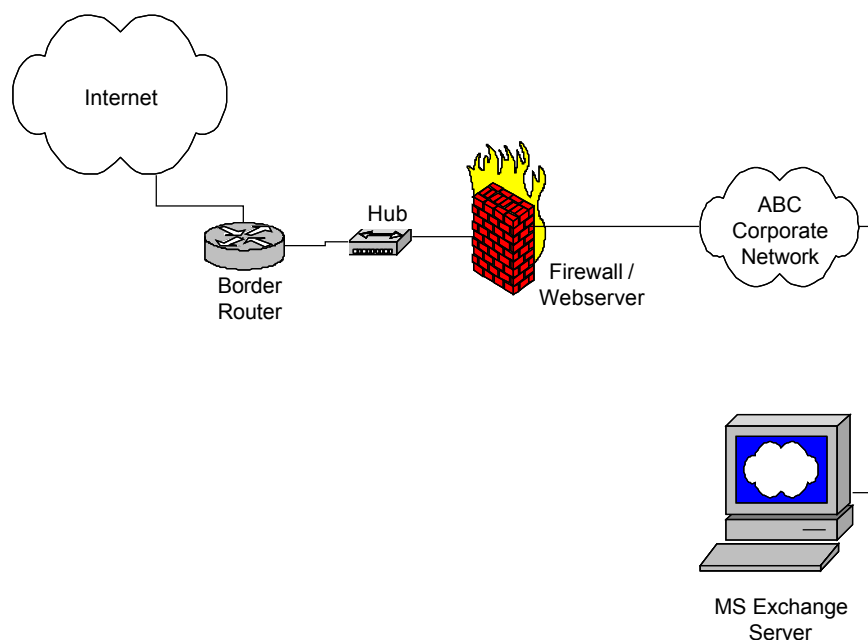 Internet
Hub
Border
Router
Firewall /
Webserver
ABC
Corporate
Network
MS Exchange
Server